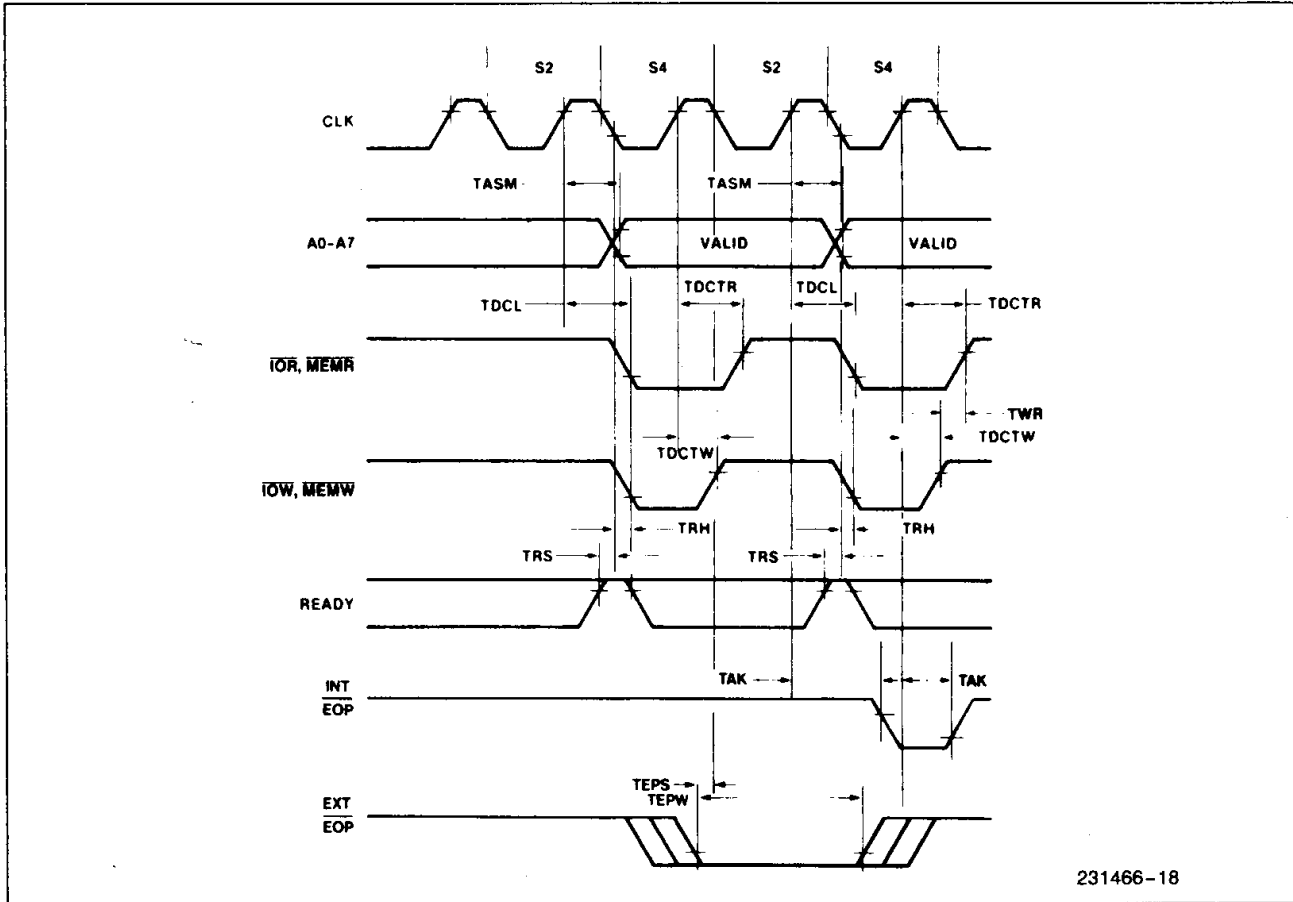 S2 S4 S2 S4
CLK
TASM TASM
A0-A7 VALID VALID
TDCL TDCTR TDCL TDCTR
IOR, MEMR
TWR
TDCTW TDCTW
IOW, MEMW
TRH TRH
TRS TRS
READY
TAK TAK
INT
EOP
TEPS
TEPW
EXT
EOP
231466-18